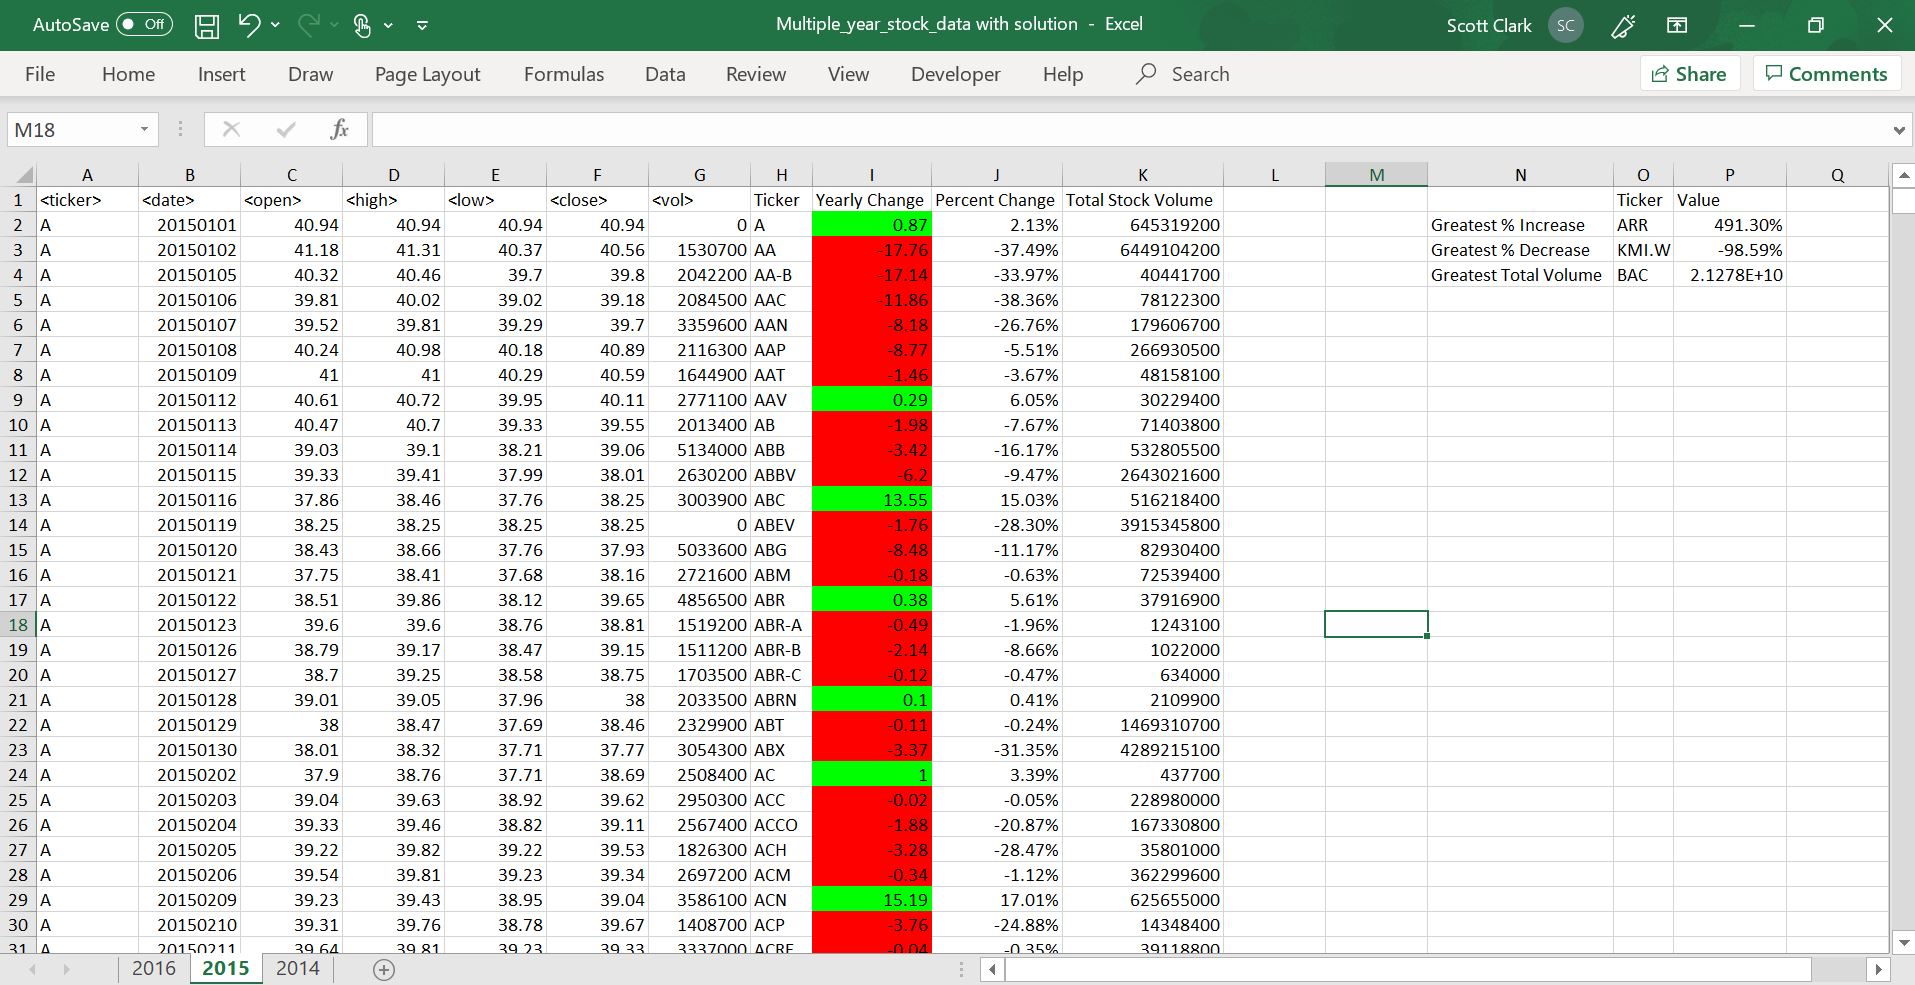 AutoSave Off Multiple_year_stock_data with solution - Excel Scott Clark SC
File Home Insert Draw Page Layout Formulas Data Review View Developer Help Search Share Comments
M18 fx
A B C D E F G H I J K L M N O P Q
1 <ticker> <date> <open> <high> <low> <close> <vol> Ticker Yearly Change Percent Change Total Stock Volume Ticker Value
2 A 20150101 40.94 40.94 40.94 40.94 0 A 0.87 2.13% 645319200 Greatest % Increase ARR 491.30%
3 A 20150102 41.18 41.31 40.37 40.56 1530700 AA -17.76 -37.49% 6449104200 Greatest % Decrease KMI.W -98.59%
4 A 20150105 40.32 40.46 39.7 39.8 2042200 AA-B -17.14 -33.97% 40441700 Greatest Total Volume BAC 2.1278E+10
5 A 20150106 39.81 40.02 39.02 39.18 2084500 AAC -11.86 -38.36% 78122300
6 A 20150107 39.52 39.81 39.29 39.7 3359600 AAN -8.18 -26.76% 179606700
7 A 20150108 40.24 40.98 40.18 40.89 2116300 AAP -8.77 -5.51% 266930500
8 A 20150109 41 41 40.29 40.59 1644900 AAT -1.46 -3.67% 48158100
9 A 20150112 40.61 40.72 39.95 40.11 2771100 AAV 0.29 6.05% 30229400
10 A 20150113 40.47 40.7 39.33 39.55 2013400 AB -1.98 -7.67% 71403800
11 A 20150114 39.03 39.1 38.21 39.06 5134000 ABB -3.42 -16.17% 532805500
12 A 20150115 39.33 39.41 37.99 38.01 2630200 ABBV -6.2 -9.47% 2643021600
13 A 20150116 37.86 38.46 37.76 38.25 3003900 ABC 13.55 15.03% 516218400
14 A 20150119 38.25 38.25 38.25 38.25 0 ABEV -1.76 -28.30% 3915345800
15 A 20150120 38.43 38.66 37.76 37.93 5033600 ABG -8.48 -11.17% 82930400
16 A 20150121 37.75 38.41 37.68 38.16 2721600 ABM -0.18 -0.63% 72539400
17 A 20150122 38.51 39.86 38.12 39.65 4856500 ABR 0.38 5.61% 37916900
18 A 20150123 39.6 39.6 38.76 38.81 1519200 ABR-A -0.49 -1.96% 1243100
19 A 20150126 38.79 39.17 38.47 39.15 1511200 ABR-B -2.14 -8.66% 1022000
20 A 20150127 38.7 39.25 38.58 38.75 1703500 ABR-C -0.12 -0.47% 634000
21 A 20150128 39.01 39.05 37.96 38 2033500 ABRN 0.1 0.41% 2109900
22 A 20150129 38 38.47 37.69 38.46 2329900 ABT -0.11 -0.24% 1469310700
23 A 20150130 38.01 38.32 37.71 37.77 3054300 ABX -3.37 -31.35% 4289215100
24 A 20150202 37.9 38.76 37.71 38.69 2508400 AC 1 3.39% 437700
25 A 20150203 39.04 39.63 38.92 39.62 2950300 ACC -0.02 -0.05% 228980000
26 A 20150204 39.33 39.46 38.82 39.11 2567400 ACCO -1.88 -20.87% 167330800
27 A 20150205 39.22 39.82 39.22 39.53 1826300 ACH -3.28 -28.47% 35801000
28 A 20150206 39.54 39.81 39.23 39.34 2697200 ACM -0.34 -1.12% 362299600
29 A 20150209 39.23 39.43 38.95 39.04 3586100 ACN 15.19 17.01% 625655000
30 A 20150210 39.31 39.76 38.78 39.67 1408700 ACP -3.76 -24.88% 14348400
31 A 20150211 39.64 39.81 39.23 39.33 3337000 ACRE -0.04 -0.35% 39118800
2016 2015 2014